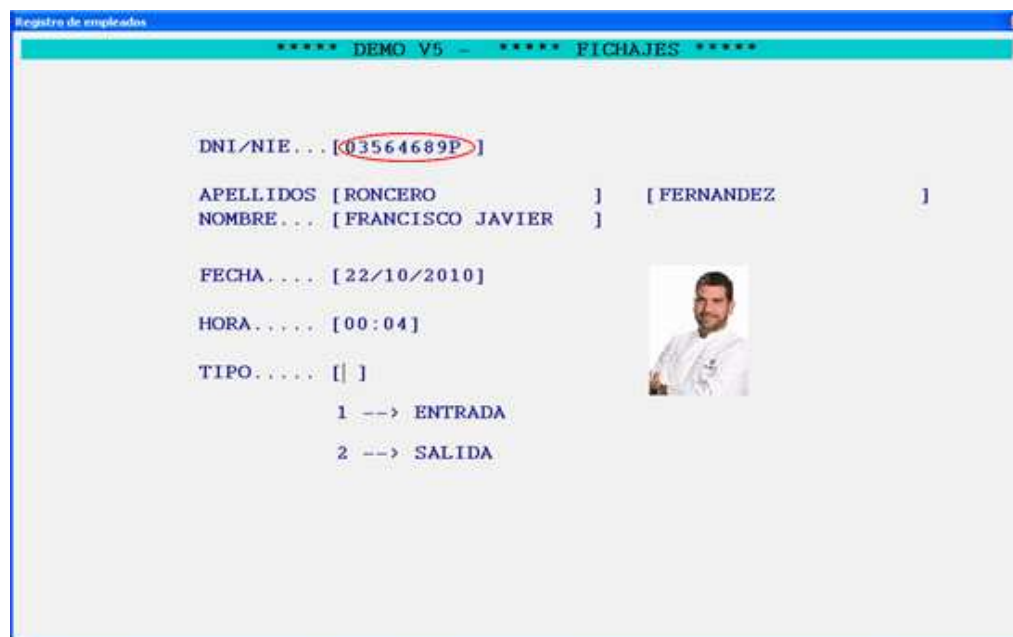 Registro de empleados
***** DEMO V5 - ***** FICHAJES *****
DNI/NIE...[03564689P ]
APELLIDOS [RONCERO ] [FERNANDEZ ]
NOMBRE... [FRANCISCO JAVIER ]
FECHA.... [22/10/2010]
HORA..... [00:04]
TIPO..... [ ]
1 --> ENTRADA
2 --> SALIDA